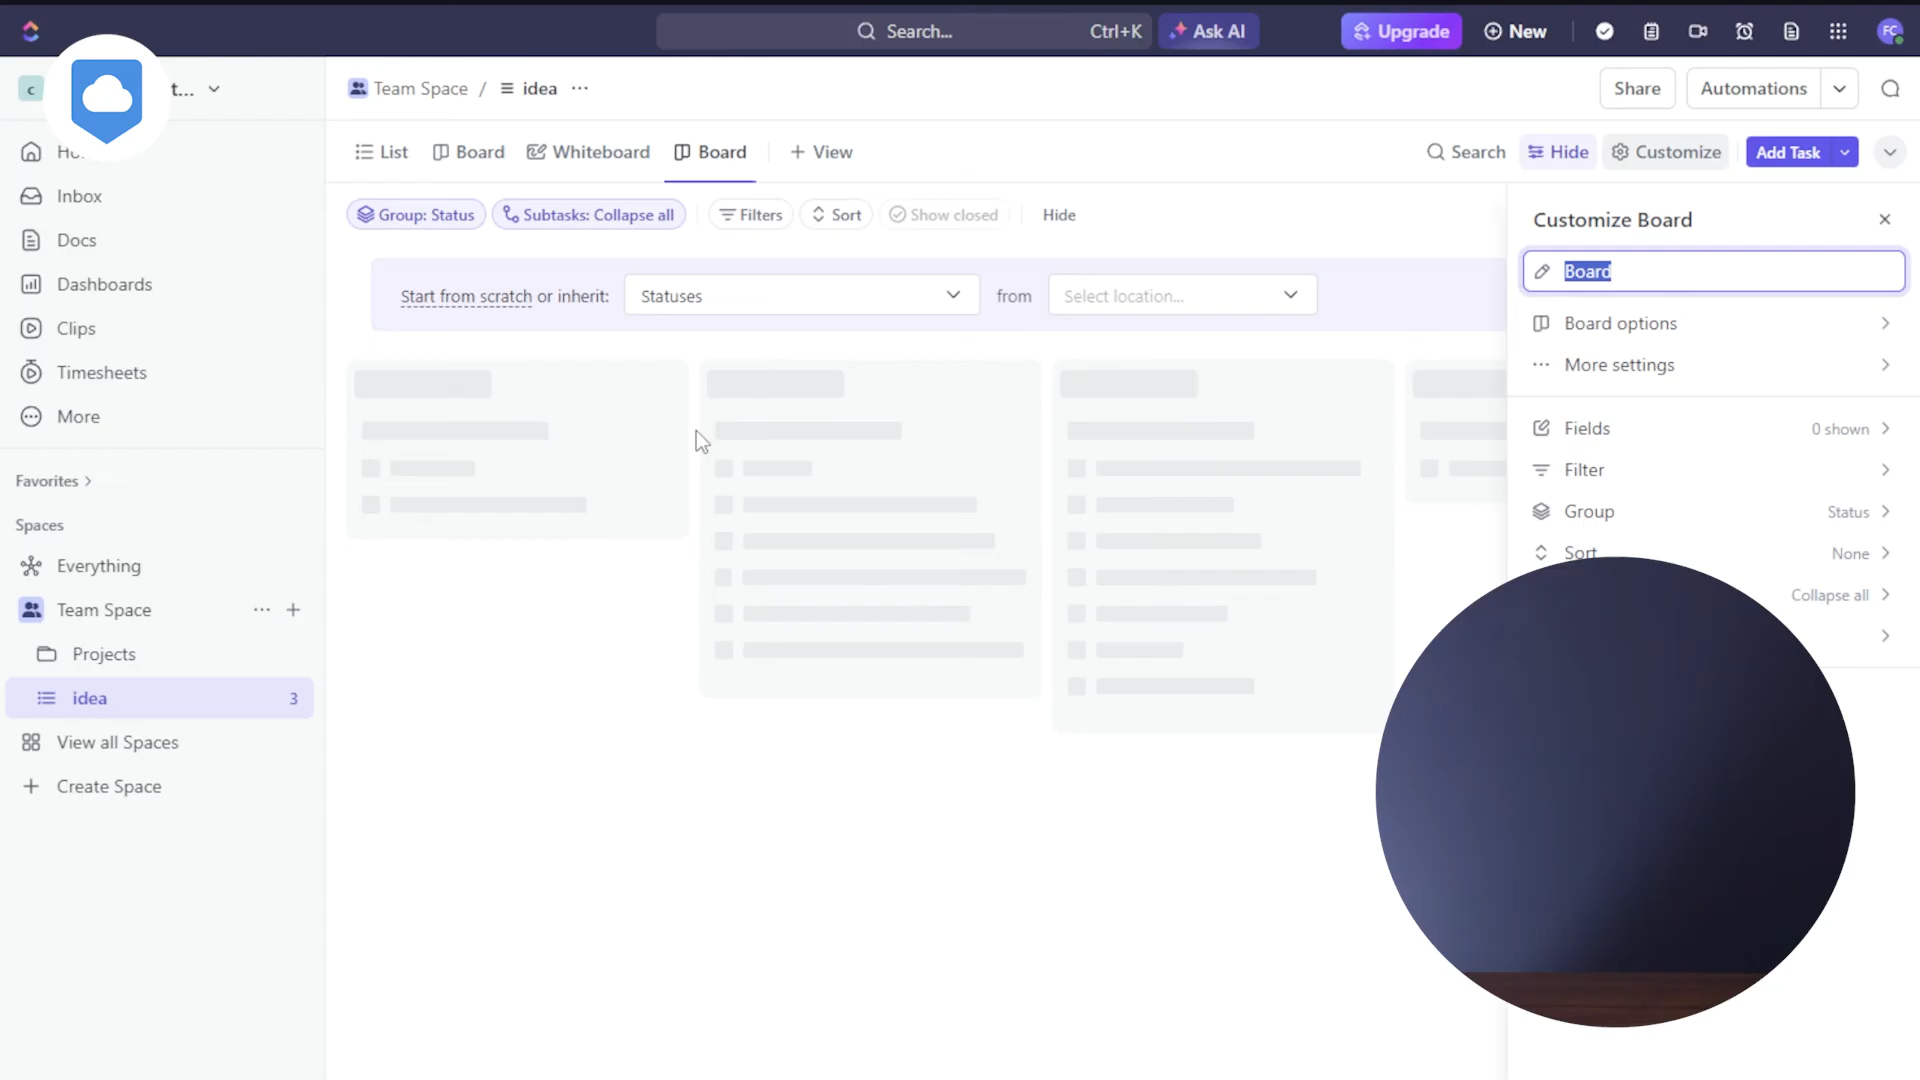 Search...
Ctrl+K
Ask AI
Upgrade
New
FC
c
t...
Team Space / idea ...
Share
Automations
List
Board
Whiteboard
Board
+ View
Search
Hide
Customize
Add Task
Inbox
Docs
Dashboards
Clips
Timesheets
More
Favorites
Spaces
Everything
Team Space
Projects
idea 3
View all Spaces
Create Space
Group: Status
Subtasks: Collapse all
Filters
Sort
Show closed
Hide
Start from scratch or inherit:
Statuses
from
Select location...
Customize Board
Board
Board options
More settings
Fields 0 shown
Filter
Group Status
Sort None
Collapse all